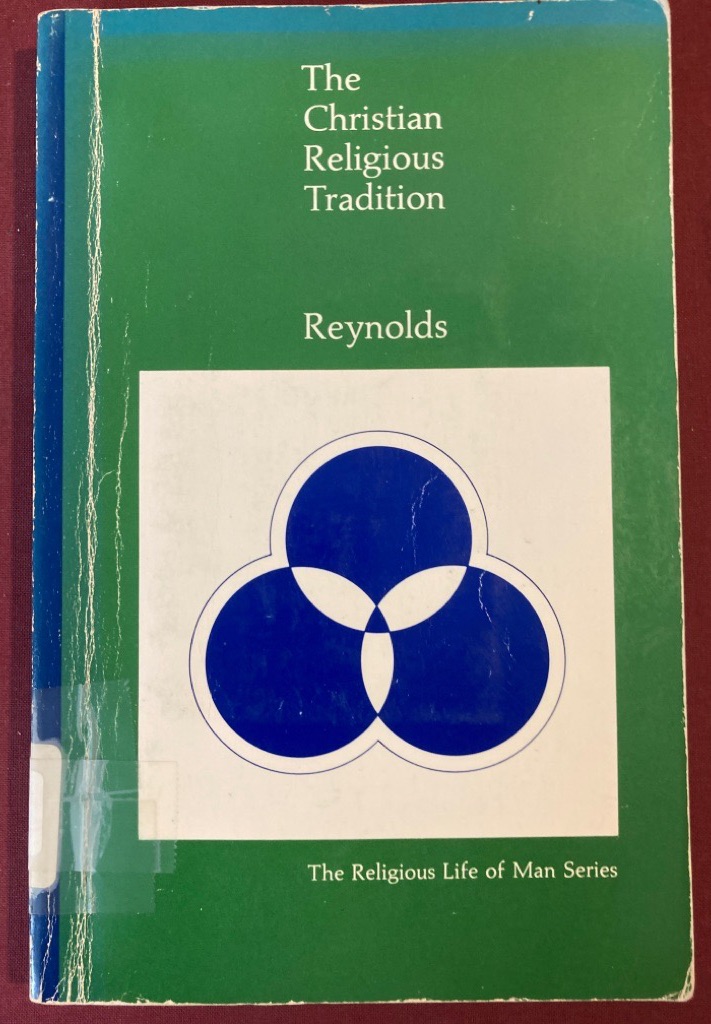 The
Christian
Religious
Tradition
Reynolds
The Religious Life of Man Series